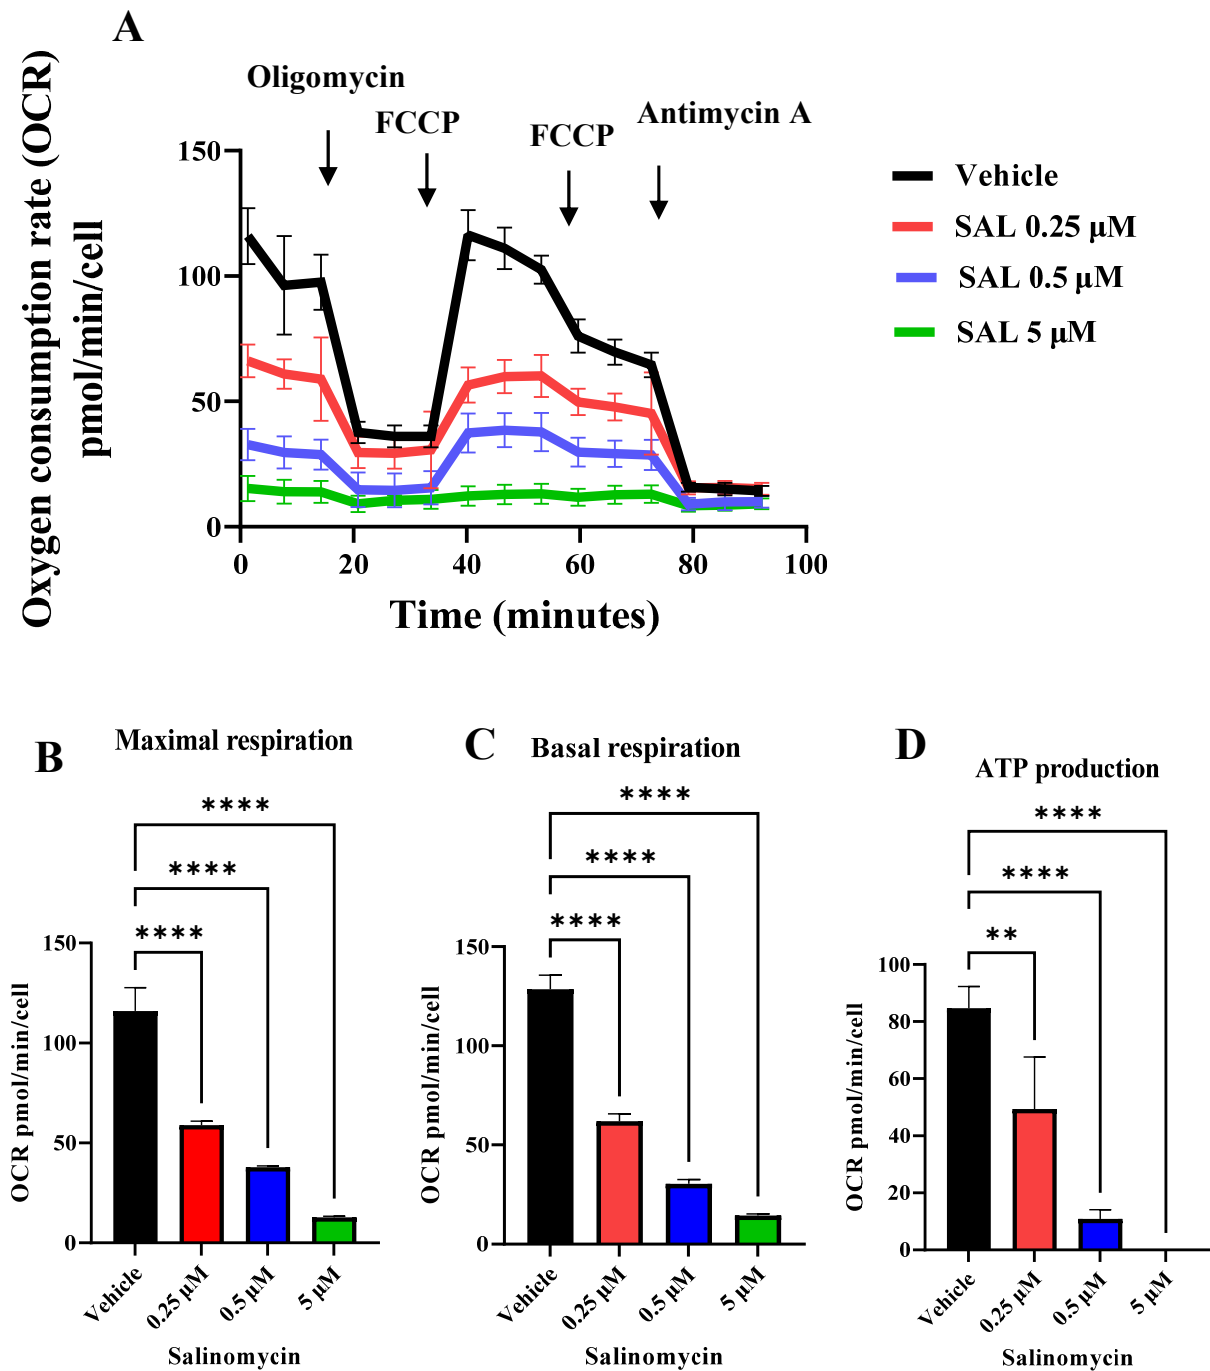 A
Oligomycin
FCCP
FCCP
Antimycin A
Oxygen consumption rate (OCR)
pmol/min/cell
150
100
50
0
0 20 40 60 80 100
Time (minutes)
Vehicle
SAL 0.25 μM
SAL 0.5 μM
SAL 5 μM
B
Maximal respiration
****
****
****
OCR pmol/min/cell
150
100
50
0
Vehicle 0.25 μM 0.5 μM 5 μM
Salinomycin
C
Basal respiration
****
****
****
OCR pmol/min/cell
150
100
50
0
Vehicle 0.25 μM 0.5 μM 5 μM
Salinomycin
D
ATP production
****
****
**
OCR pmol/min/cell
100
80
60
40
20
0
Vehicle 0.25 μM 0.5 μM 5 μM
Salinomycin